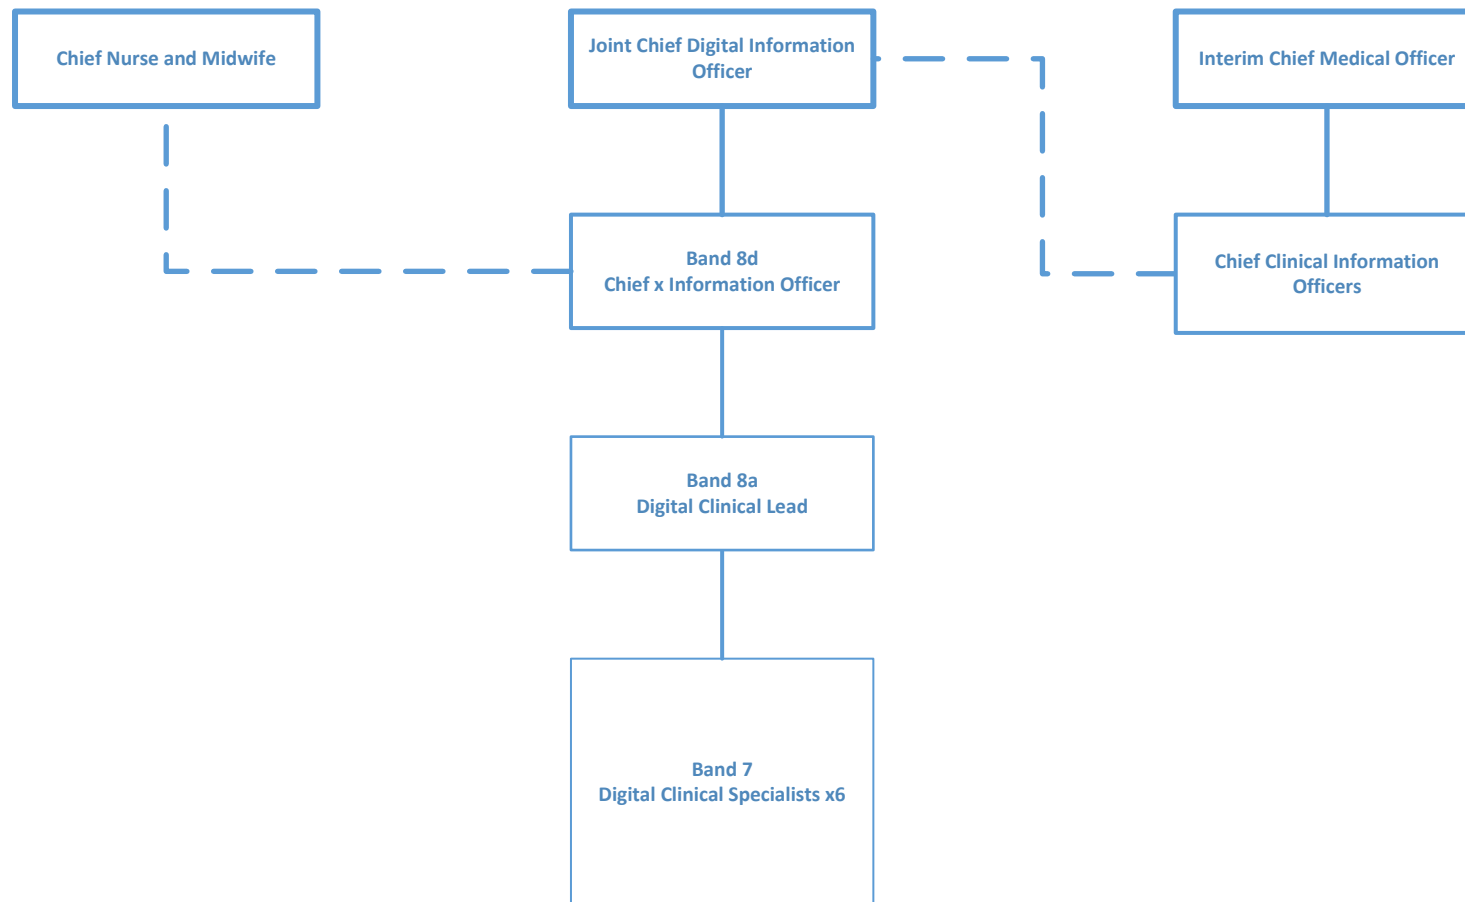 Chief Nurse and Midwife
Joint Chief Digital Information
Officer
Interim Chief Medical Officer
Band 8d
Chief x Information Officer
Chief Clinical Information
Officers
Band 8a
Digital Clinical Lead
Band 7
Digital Clinical Specialists x6